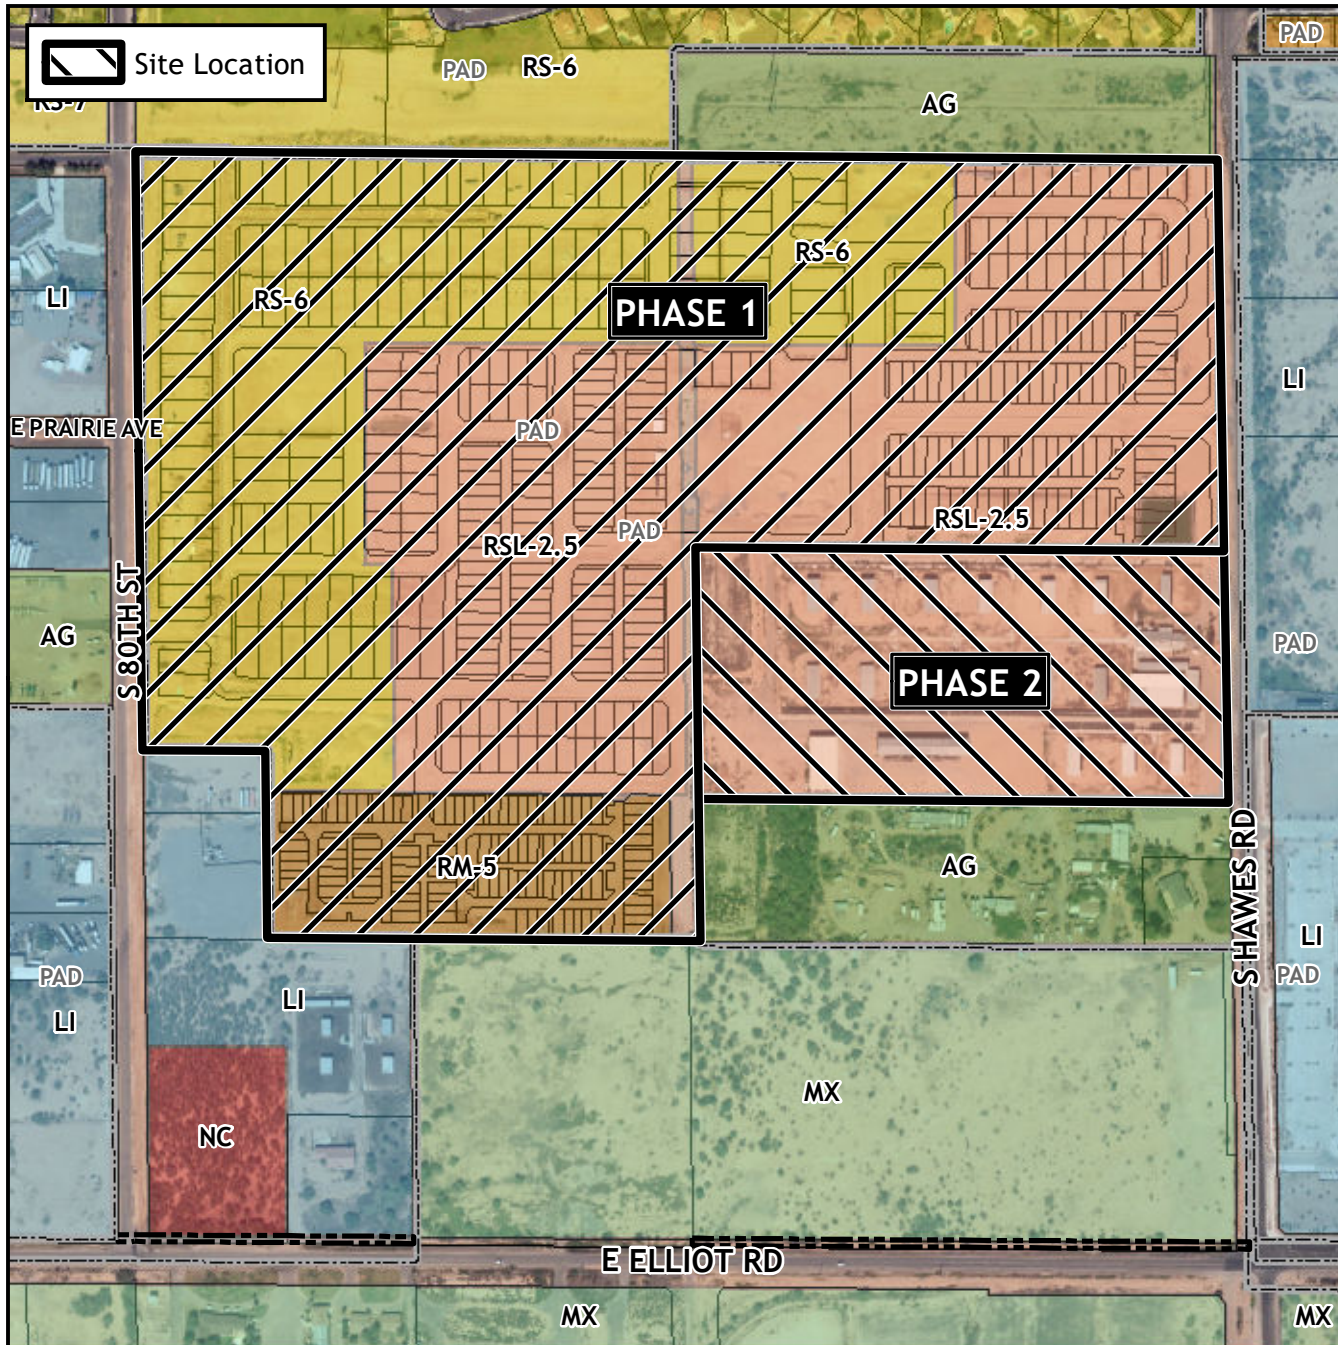 Site Location
PAD
RS-6
PAD
RS-7
AG
RS-6
RS-6
LI
PHASE 1
LI
E PRAIRIE AVE
PAD
PAD
RSL-2.5
RSL-2.5
S 80TH ST
AG
PAD
PHASE 2
RM-5
AG
S HAWES RD
LI
PAD
PAD
LI
LI
MX
NC
E ELLIOT RD
MX
MX